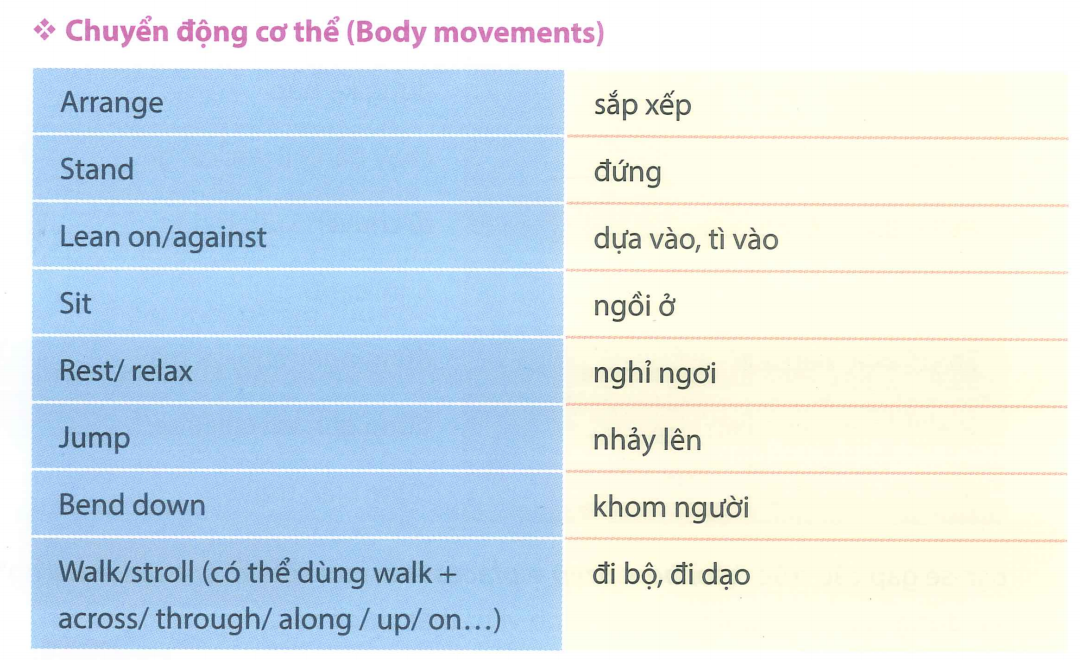 ❖ Chuyển động cơ thể (Body movements)
Arrange sắp xếp
Stand đứng
Lean on/against dựa vào, tì vào
Sit ngồi ở
Rest/ relax nghỉ ngơi
Jump nhảy lên
Bend down khom người
Walk/stroll (có thể dùng walk + đi bộ, đi dạo
across/ through/ along / up/ on…)